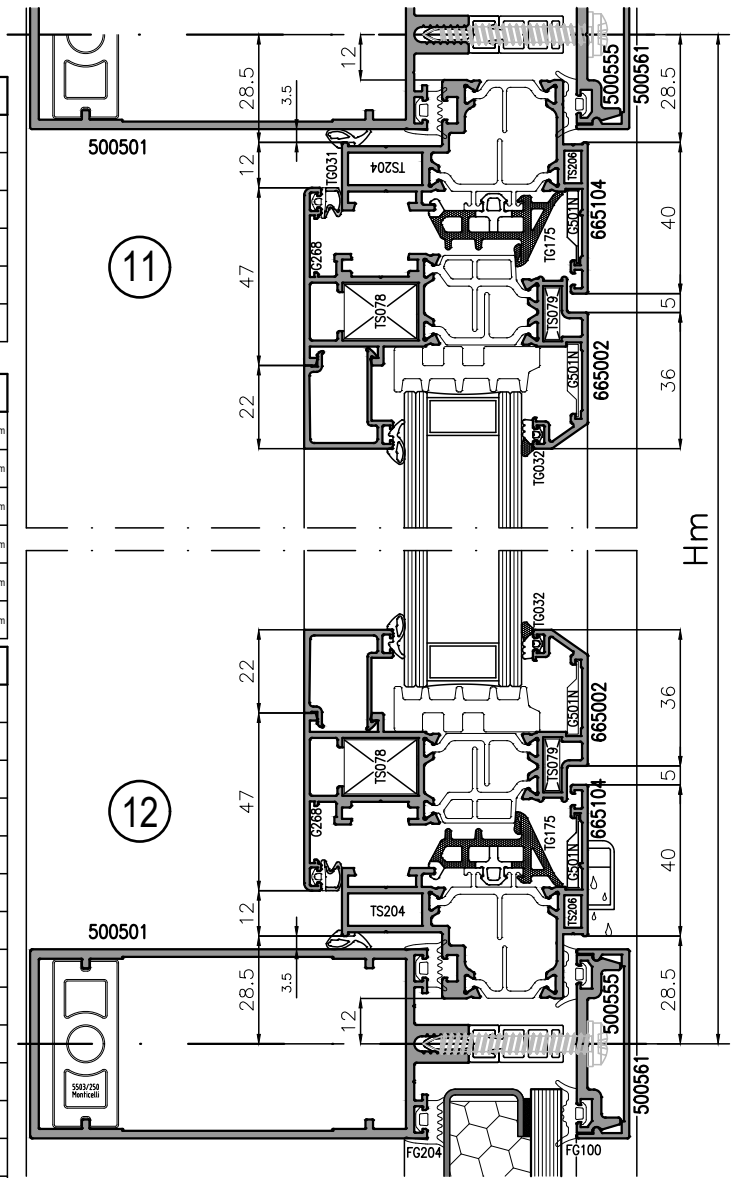 12
28.5
3.5
500555
500561
28.5
500501
TG031
12
TS204
TS206
665104
40
G268
G501N
TG175
11
47
5
TS078
TS079
G501N
665002
36
22
TG032
Hm
m
m
m
m
m
m
TG032
22
36
G501N
665002
TS078
TS079
5
47
12
G268
TG175
665104
G501N
40
12
TS204
TS206
500501
28.5
3.5
28.5
12
500555
500561
5503/250
Monticelli
FG204
FG100